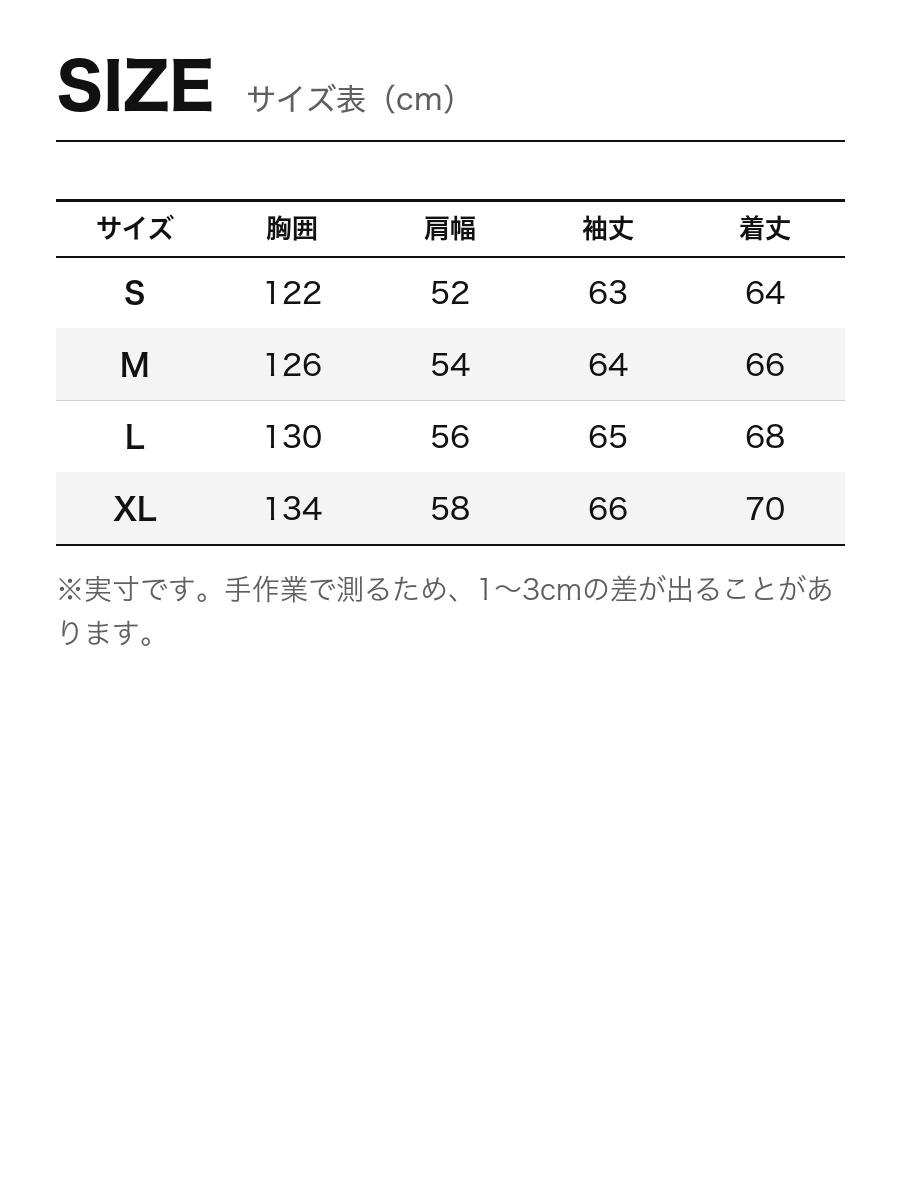 SIZE サイズ表（cm）
サイズ 胸囲 肩幅 袖丈 着丈
S 122 52 63 64
M 126 54 64 66
L 130 56 65 68
XL 134 58 66 70
※実寸です。手作業で測るため、1～3cmの差が出ることがあ
ります。